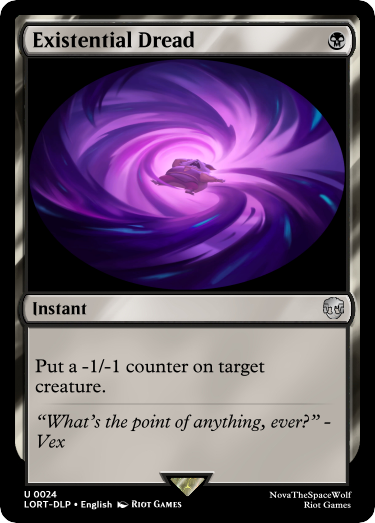 Existential Dread
Instant
Put a -1/-1 counter on target
creature.
“What's the point of anything, ever?” -
Vex
U 0024
LORT-DLP • English RIOT GAMES
NovaTheSpaceWolf
Riot Games